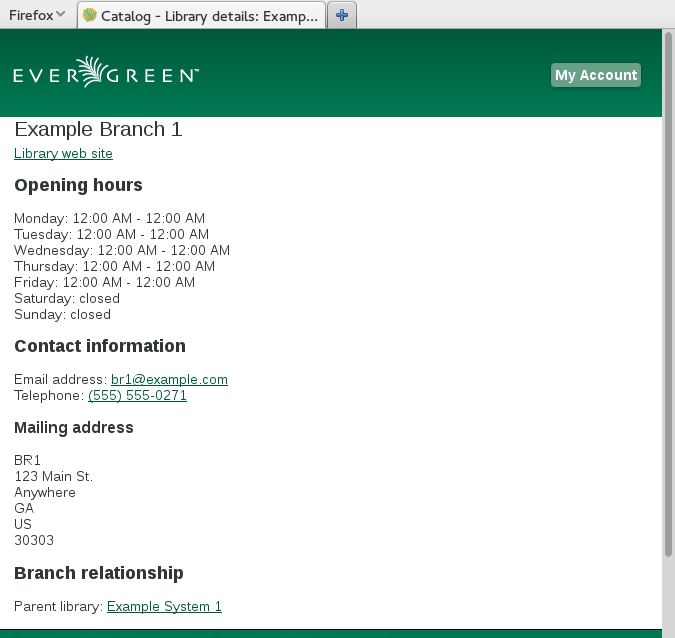 Firefox
Catalog - Library details: Examp...
EVERGREEN™
My Account
Example Branch 1
Library web site
Opening hours
Monday: 12:00 AM - 12:00 AM
Tuesday: 12:00 AM - 12:00 AM
Wednesday: 12:00 AM - 12:00 AM
Thursday: 12:00 AM - 12:00 AM
Friday: 12:00 AM - 12:00 AM
Saturday: closed
Sunday: closed
Contact information
Email address: br1@example.com
Telephone: (555) 555-0271
Mailing address
BR1
123 Main St.
Anywhere
GA
US
30303
Branch relationship
Parent library: Example System 1